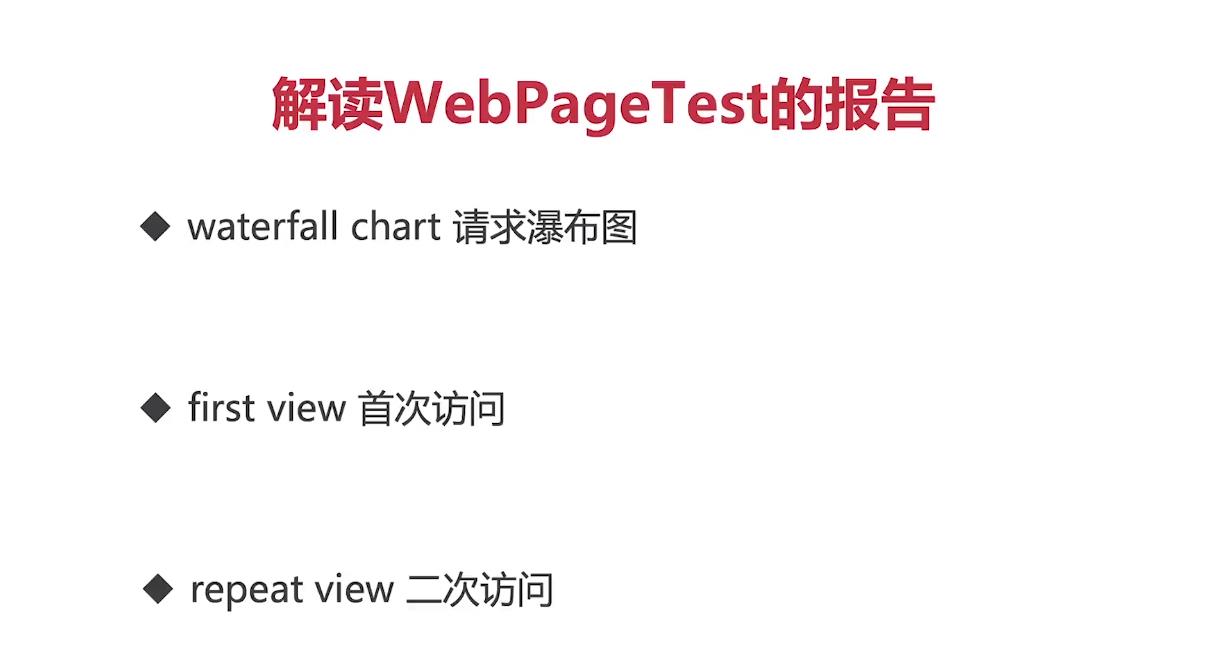 解读WebPageTest的报告
◆ waterfall chart 请求瀑布图
◆ first view 首次访问
◆ repeat view 二次访问